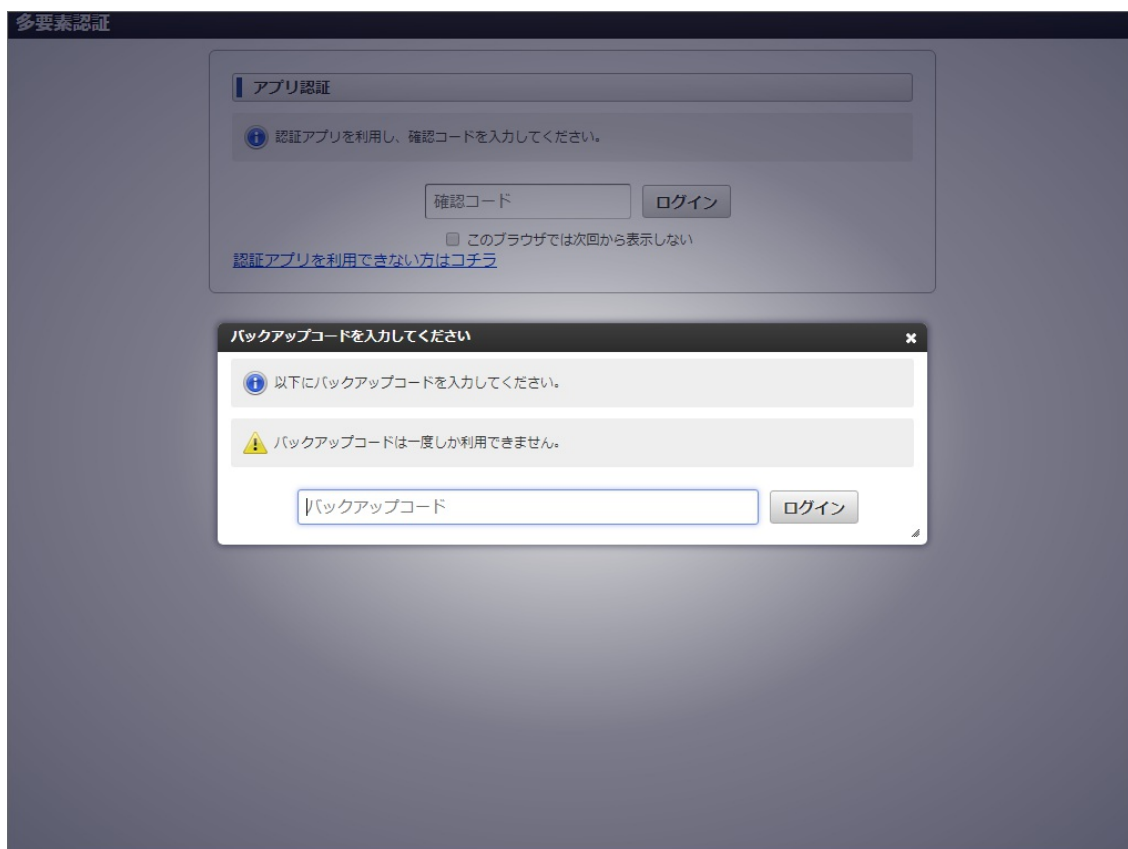 多要素認証
アプリ認証
認証アプリを利用し、確認コードを入力してください。
確認コード
ログイン
このブラウザでは次回から表示しない
認証アプリを利用できない方はコチラ
バックアップコードを入力してください
以下にバックアップコードを入力してください。
バックアップコードは一度しか利用できません。
バックアップコード
ログイン